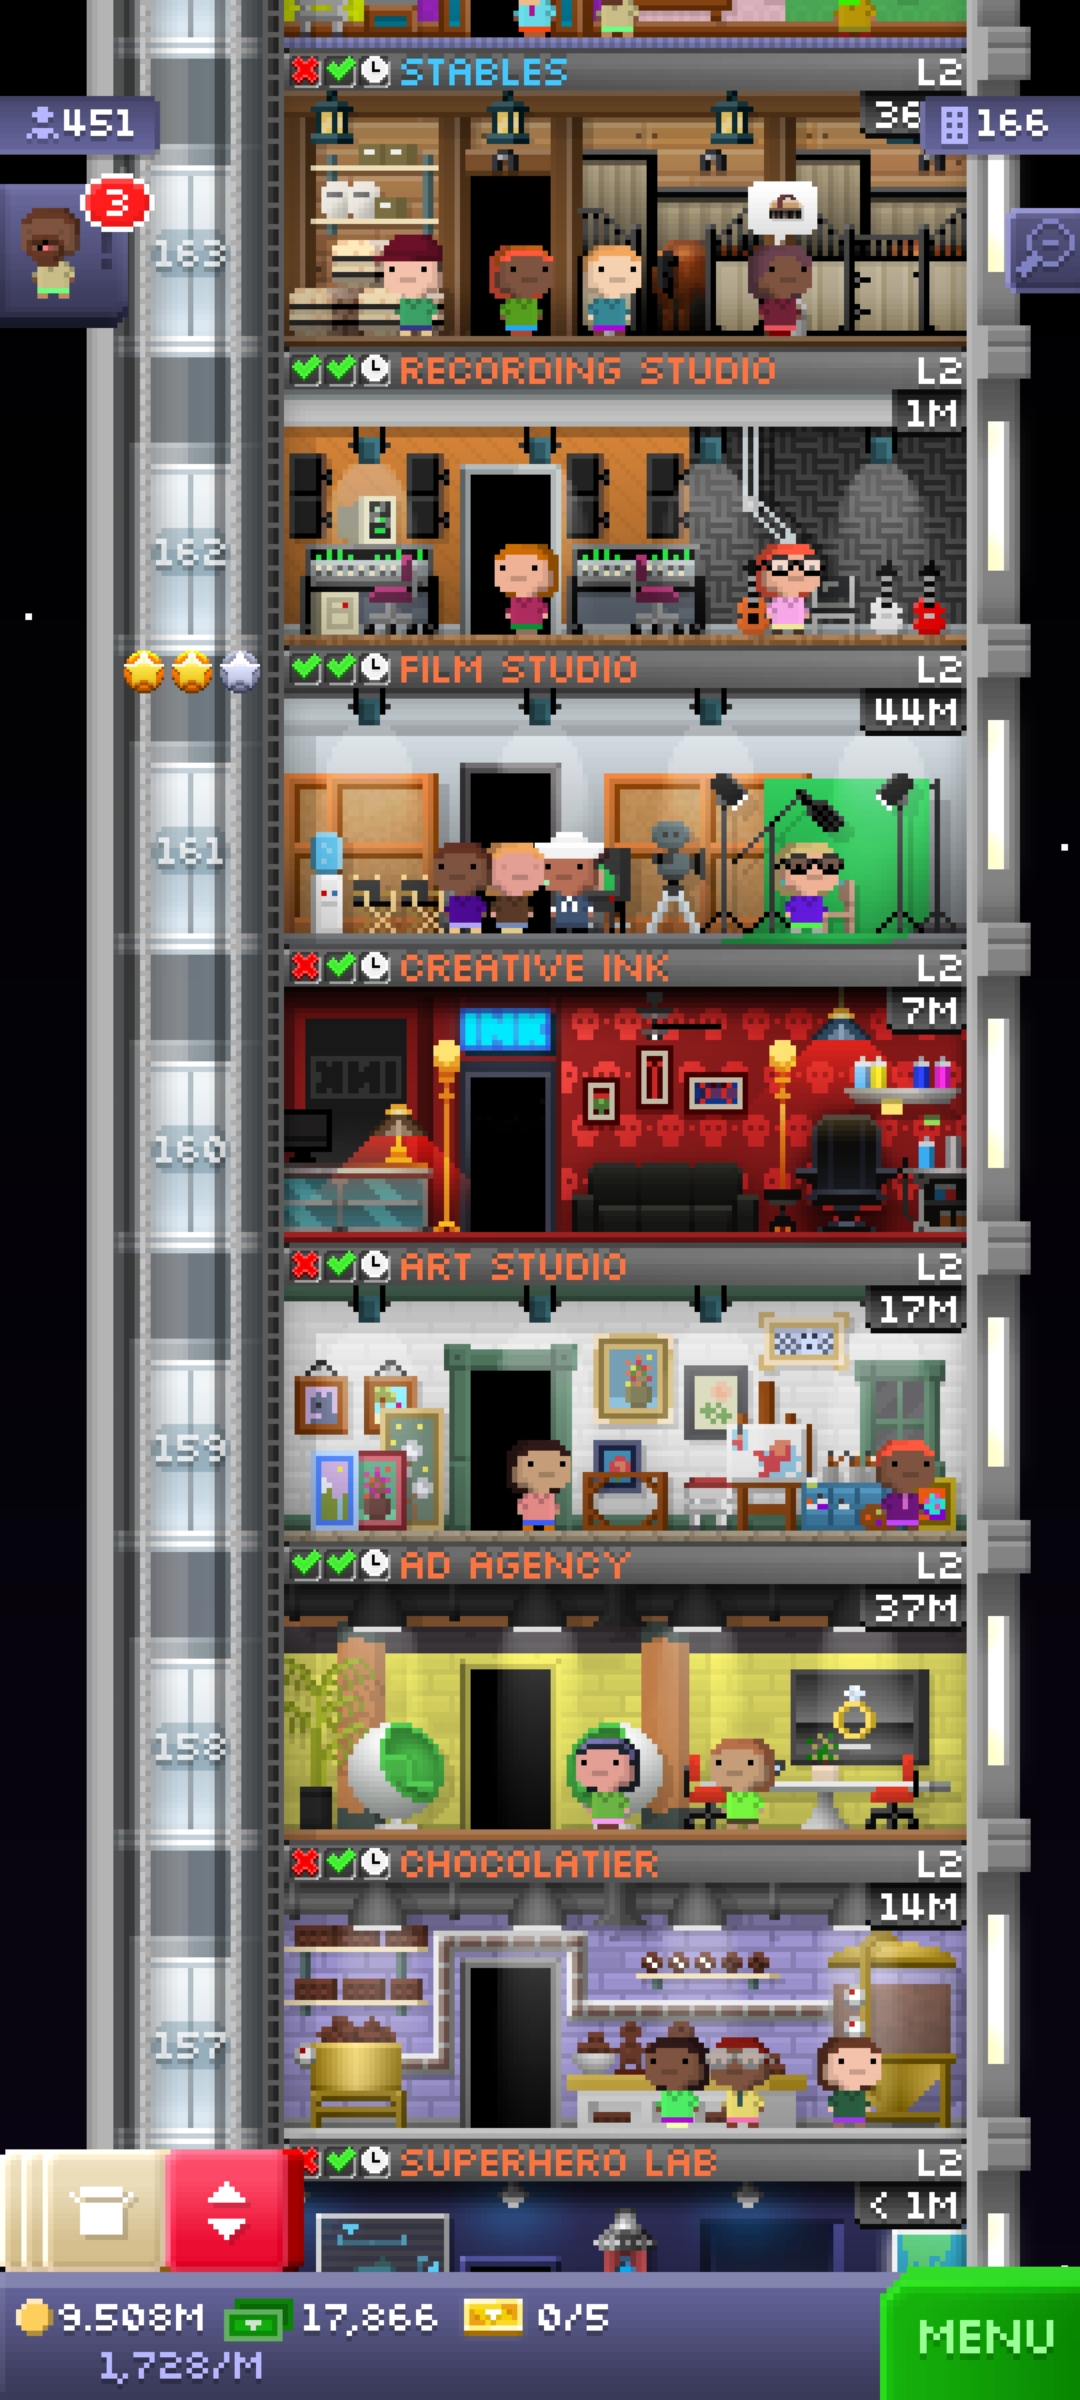 STABLES L2
451
36
166
3
163
RECORDING STUDIO L2
1M
162
FILM STUDIO L2
44M
161
CREATIVE INK L2
7M
INK
160
ART STUDIO L2
17M
159
AD AGENCY L2
37M
158
CHOCOLATIER L2
14M
157
SUPERHERO LAB L2
< 1M
9.508M 17,866 0/5
1,728/M
MENU